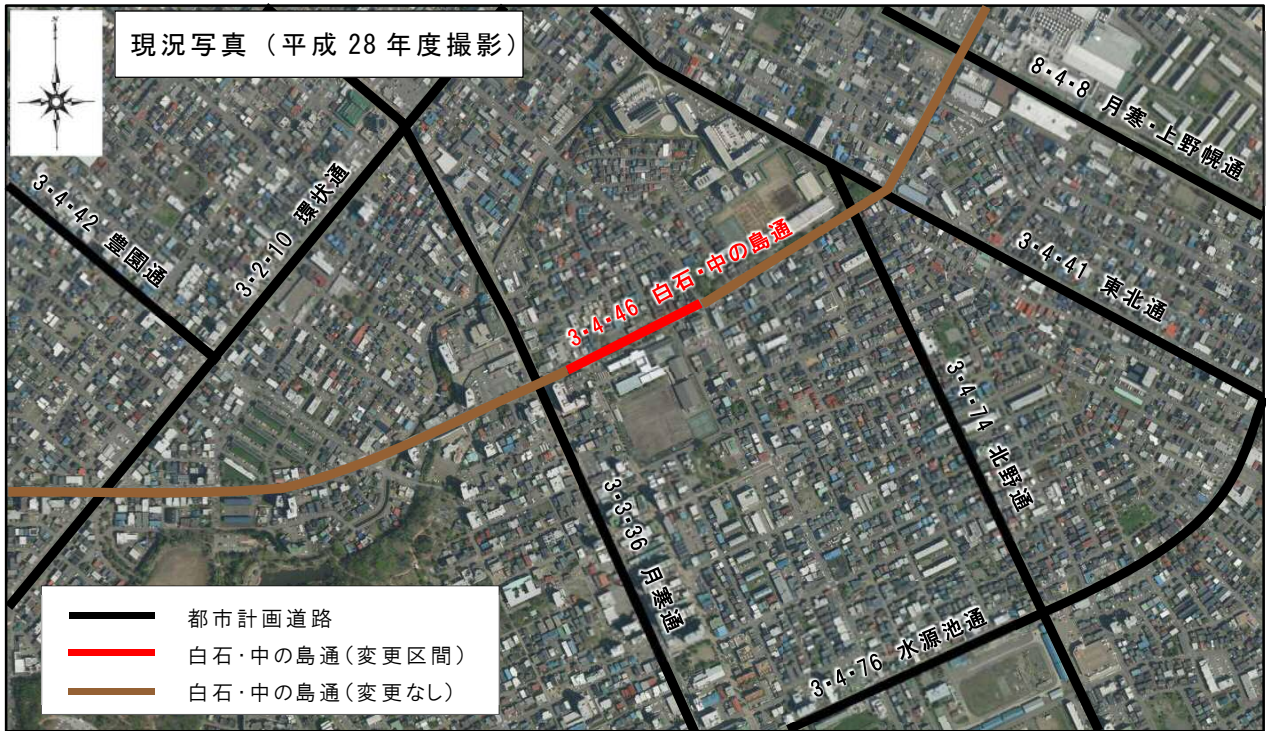 N
現況写真（平成28年度撮影）
8・4・8 月寒・上野幌通
3・4・42 豊園通
3・2・10 環状通
3・4・46 白石・中の島通
3・4・41 東北通
3・4・74 北野通
3・3・36 月寒通
3・4・76 水源池通
都市計画道路
白石・中の島通（変更区間）
白石・中の島通（変更なし）